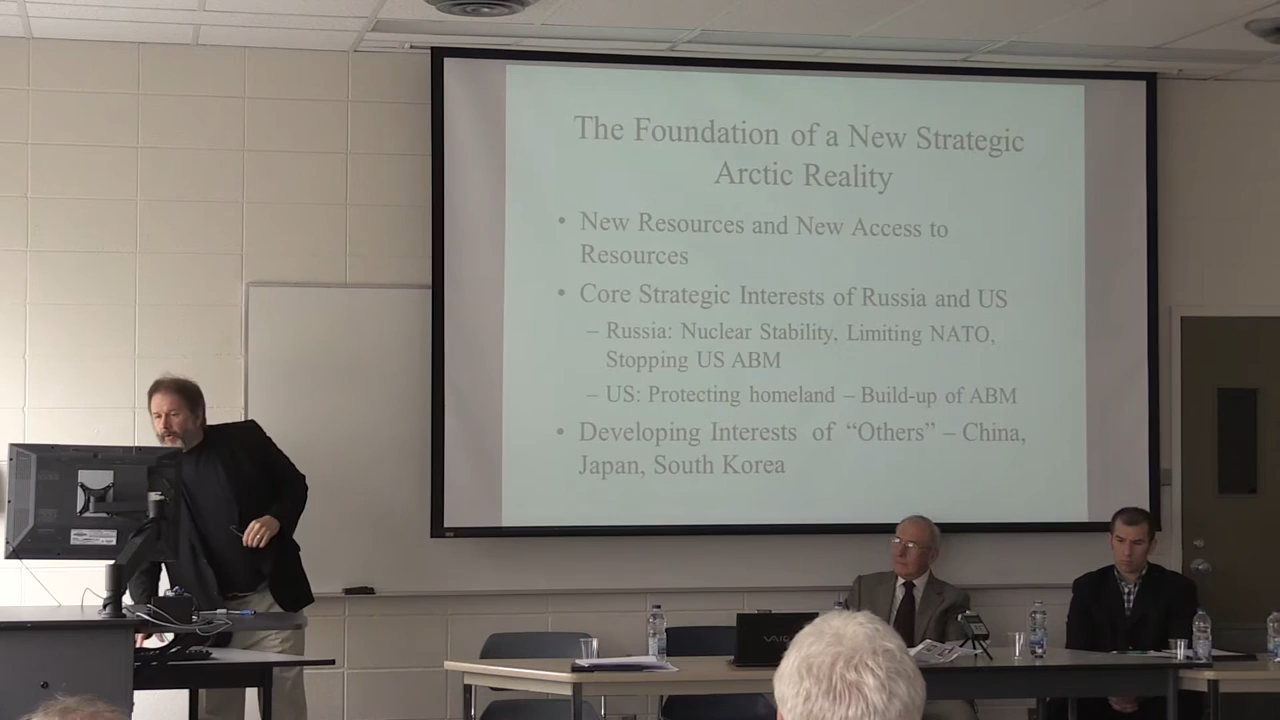 The Foundation of a New Strategic
Arctic Reality
• New Resources and New Access to
Resources
• Core Strategic Interests of Russia and US
– Russia: Nuclear Stability, Limiting NATO,
Stopping US ABM
– US: Protecting homeland – Build-up of ABM
• Developing Interests of “Others” – China,
Japan, South Korea
VAIO